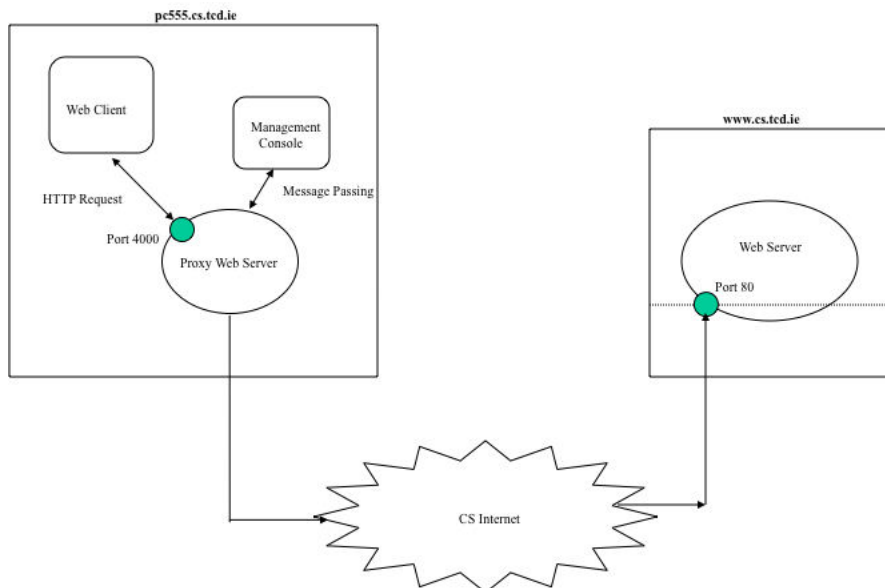 pc555.cs.tcd.ie
Web Client
Management
Console
HTTP Request
Message Passing
Port 4000
Proxy Web Server
www.cs.tcd.ie
Web Server
Port 80
CS Internet